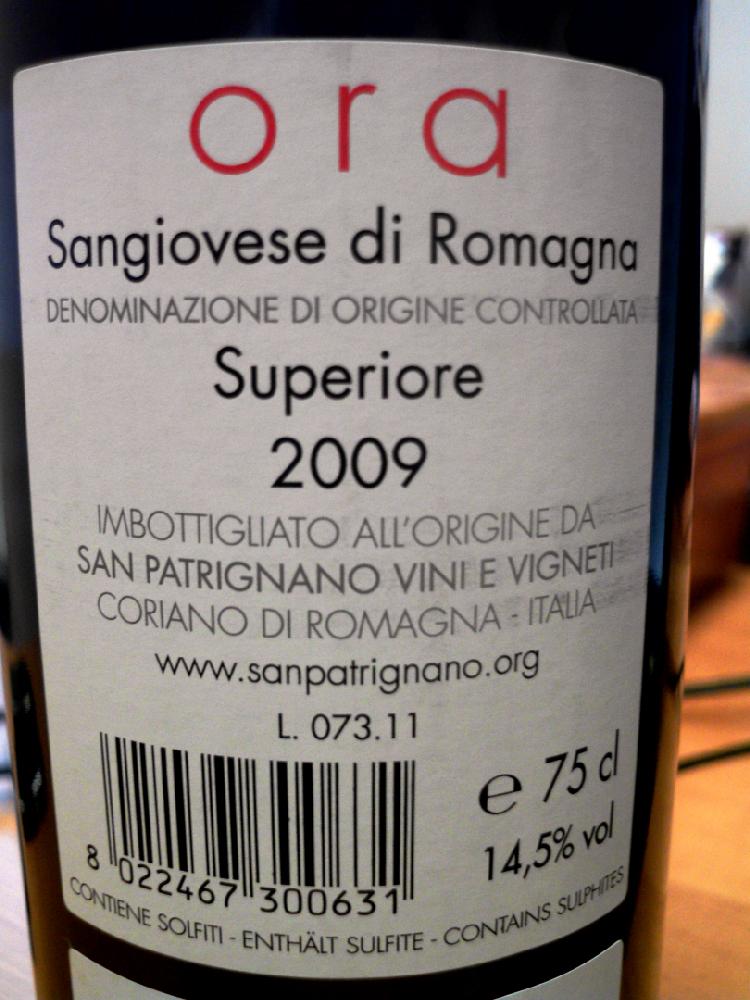 ora
Sangiovese di Romagna
DENOMINAZIONE DI ORIGINE CONTROLLATA
Superiore
2009
IMBOTTIGLIATO ALL'ORIGINE DA
SAN PATRIGNANO VINI E VIGNETI
CORIANO DI ROMAGNA - ITALIA
www.sanpatrignano.org
L. 073.11
e 75 cl
14,5% vol
8 022467 300631
CONTIENE SOLFITI - ENTHÄLT SULFITE - CONTAINS SULPHITES